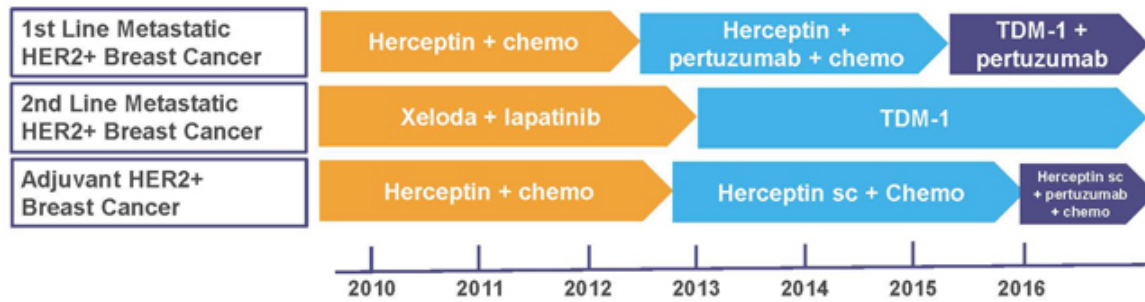 1st Line Metastatic
HER2+ Breast Cancer
Herceptin + chemo
Herceptin +
pertuzumab + chemo
TDM-1 +
pertuzumab
2nd Line Metastatic
HER2+ Breast Cancer
Xeloda + lapatinib
TDM-1
Adjuvant HER2+
Breast Cancer
Herceptin + chemo
Herceptin sc + Chemo
Herceptin sc
+ pertuzumab
+ chemo
2010 2011 2012 2013 2014 2015 2016